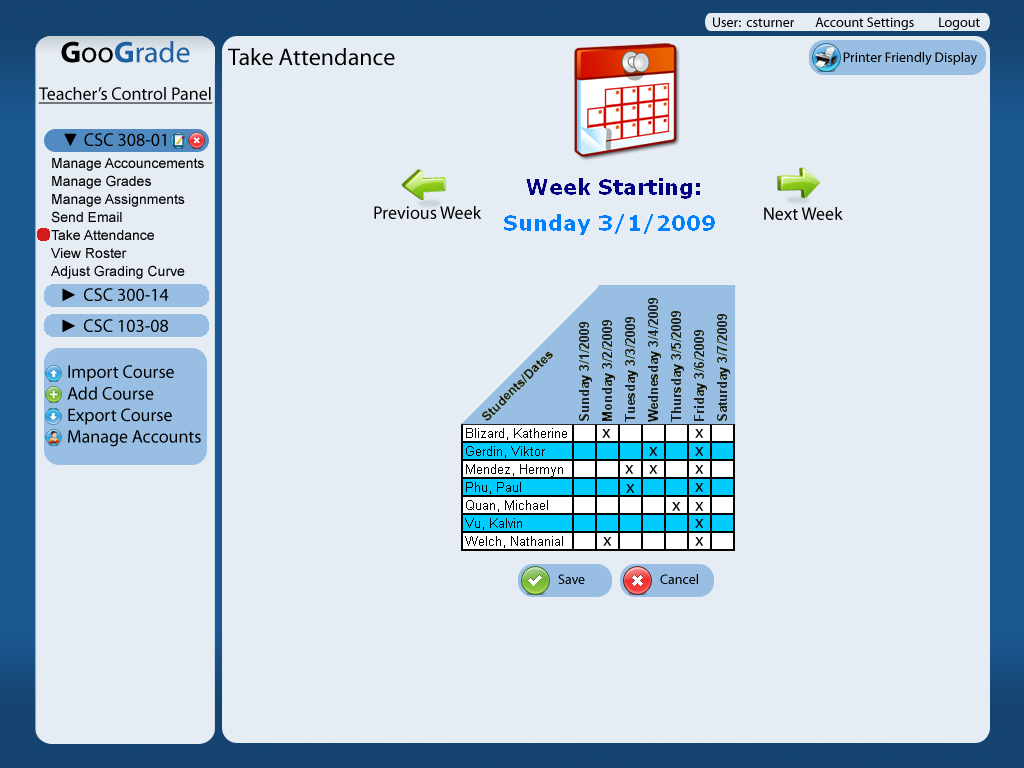 User: csturner Account Settings Logout
GooGrade
Teacher's Control Panel
▼ CSC 308-01
Manage Accouncements
Manage Grades
Manage Assignments
Send Email
Take Attendance
View Roster
Adjust Grading Curve
► CSC 300-14
► CSC 103-08
Import Course
Add Course
Export Course
Manage Accounts
Take Attendance
Printer Friendly Display
Previous Week
Week Starting:
Sunday 3/1/2009
Next Week
Students/Dates
Sunday 3/1/2009
Monday 3/2/2009
Tuesday 3/3/2009
Wednesday 3/4/2009
Thursday 3/5/2009
Friday 3/6/2009
Saturday 3/7/2009
Blizard, Katherine X X
Gerdin, Viktor X X
Mendez, Hermyn X X X
Phu, Paul X X
Quan, Michael X X
Vu, Kalvin X
Welch, Nathanial X X
Save
Cancel